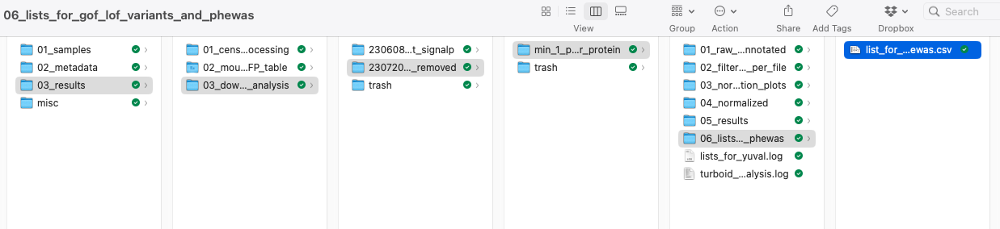 06_lists_for_gof_lof_variants_and_phewas
View
Group
Action
Share
Add Tags
Dropbox
Search
01_samples
02_metadata
03_results
misc
01_cens...ocessing
02_mou...FP_table
03_dow..._analysis
230608...t_signalp
230720..._removed
trash
min_1_p...r_protein
trash
01_raw_...nnotated
02_filter..._per_file
03_nor...tion_plots
04_normalized
05_results
06_lists..._phewas
lists_for_yuval.log
turboid_...alysis.log
list_for_...ewas.csv